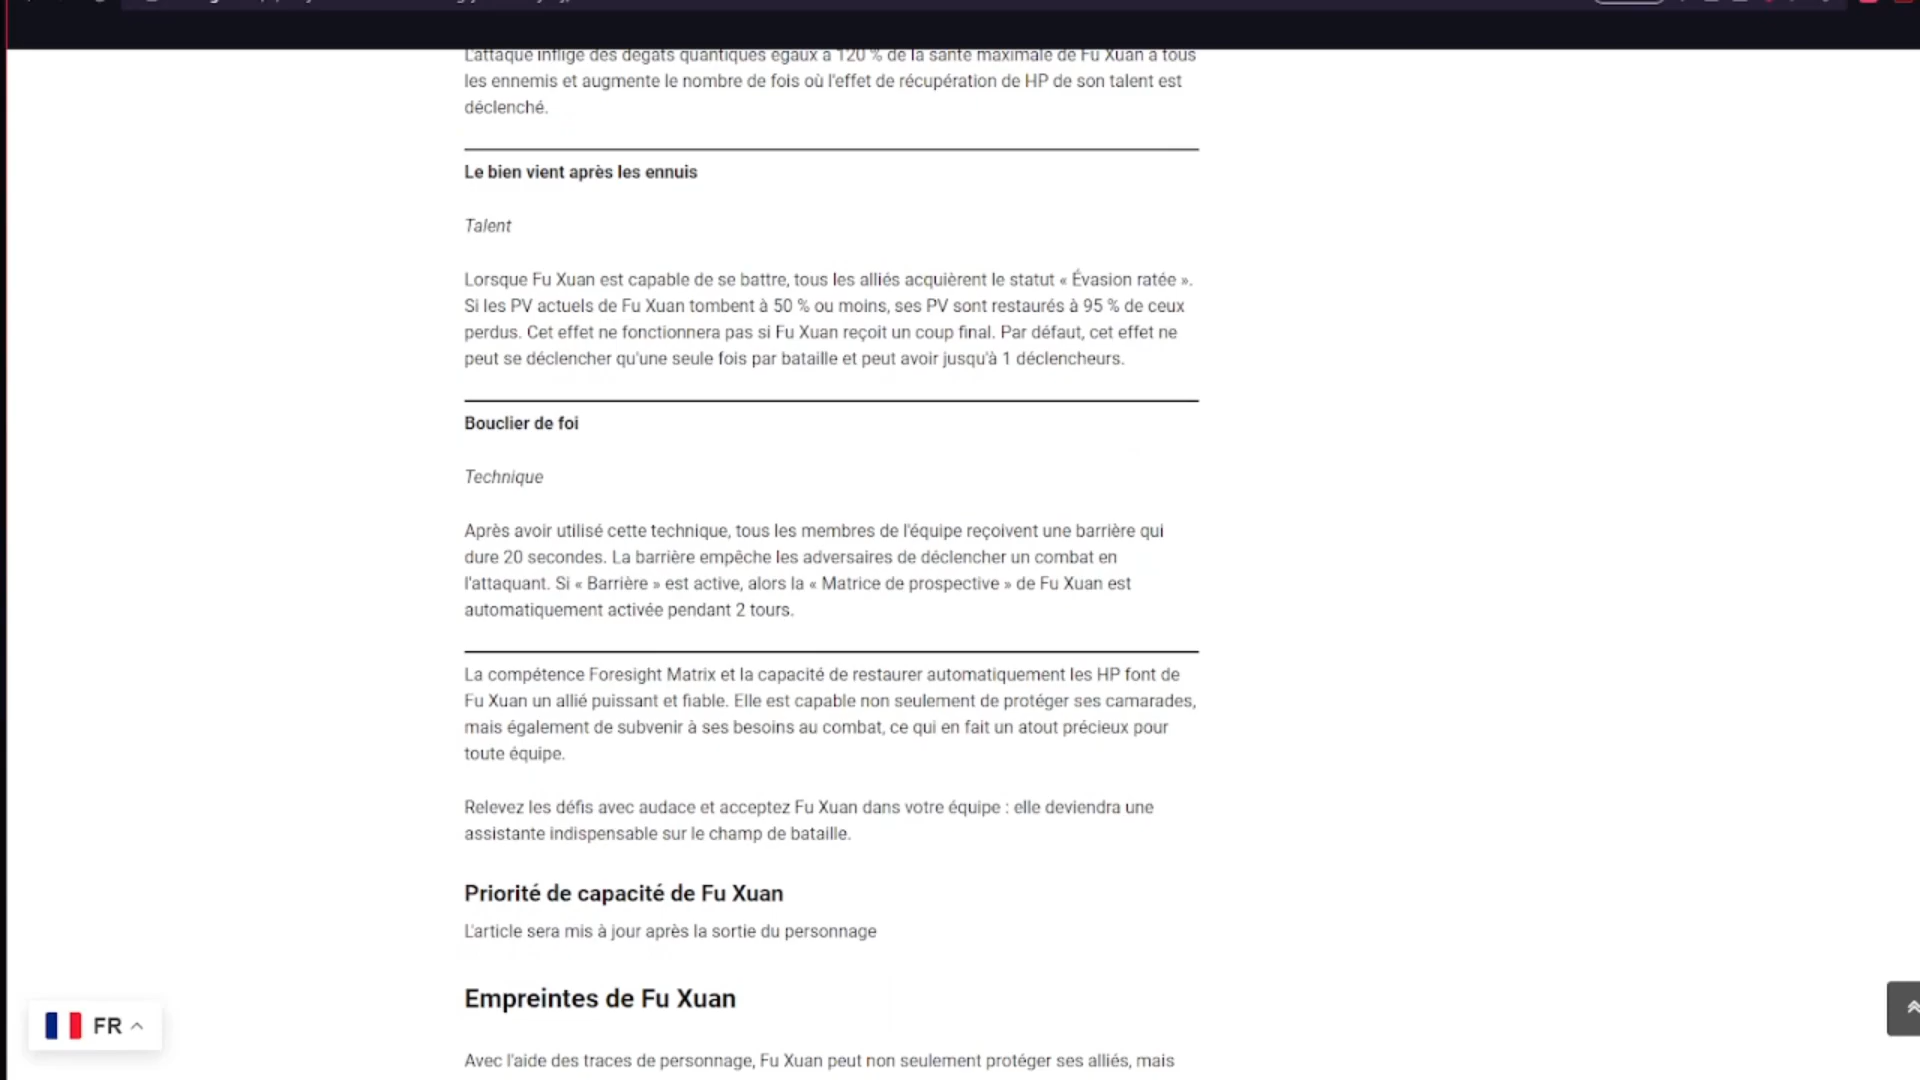 L'attaque inflige des dégâts quantiques égaux à 120 % de la santé maximale de Fu Xuan à tous
les ennemis et augmente le nombre de fois où l'effet de récupération de HP de son talent est
déclenché.
Le bien vient après les ennuis
Talent
Lorsque Fu Xuan est capable de se battre, tous les alliés acquièrent le statut « Évasion ratée ».
Si les PV actuels de Fu Xuan tombent à 50 % ou moins, ses PV sont restaurés à 95 % de ceux
perdus. Cet effet ne fonctionnera pas si Fu Xuan reçoit un coup final. Par défaut, cet effet ne
peut se déclencher qu'une seule fois par bataille et peut avoir jusqu'à 1 déclencheurs.
Bouclier de foi
Technique
Après avoir utilisé cette technique, tous les membres de l'équipe reçoivent une barrière qui
dure 20 secondes. La barrière empêche les adversaires de déclencher un combat en
l'attaquant. Si « Barrière » est active, alors la « Matrice de prospective » de Fu Xuan est
automatiquement activée pendant 2 tours.
La compétence Foresight Matrix et la capacité de restaurer automatiquement les HP font de
Fu Xuan un allié puissant et fiable. Elle est capable non seulement de protéger ses camarades,
mais également de subvenir à ses besoins au combat, ce qui en fait un atout précieux pour
toute équipe.
Relevez les défis avec audace et acceptez Fu Xuan dans votre équipe : elle deviendra une
assistante indispensable sur le champ de bataille.
Priorité de capacité de Fu Xuan
L'article sera mis à jour après la sortie du personnage
Empreintes de Fu Xuan
FR
Avec l'aide des traces de personnage, Fu Xuan peut non seulement protéger ses alliés, mais